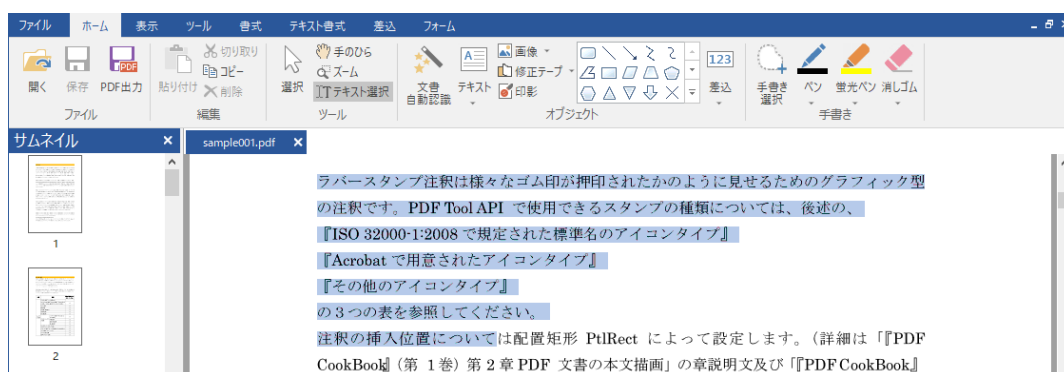 ファイル ホーム 表示 ツール 書式 テキスト書式 差込 フォーム
開く 保存 PDF出力 貼り付け 切り取り コピー 削除 選択 手のひら ズーム テキスト選択 文書自動認識 テキスト 画像 修正テープ 印影 123 差込 手書き選択 ペン 蛍光ペン 消しゴム
ファイル 編集 ツール オブジェクト 手書き
サムネイル sample001.pdf
1
2
ラバースタンプ注釈は様々なゴム印が押印されたかのように見せるためのグラフィック型
の注釈です。PDF Tool API で使用できるスタンプの種類については、後述の、
『ISO 32000-1:2008 で規定された標準名のアイコンタイプ』
『Acrobat で用意されたアイコンタイプ』
『その他のアイコンタイプ』
の3つの表を参照してください。
注釈の挿入位置については配置矩形 PtlRect によって設定します。(詳細は「『PDF
CookBook』(第 1巻) 第2章 PDF 文書の本文描画」の章説明文及び「『PDF CookBook』